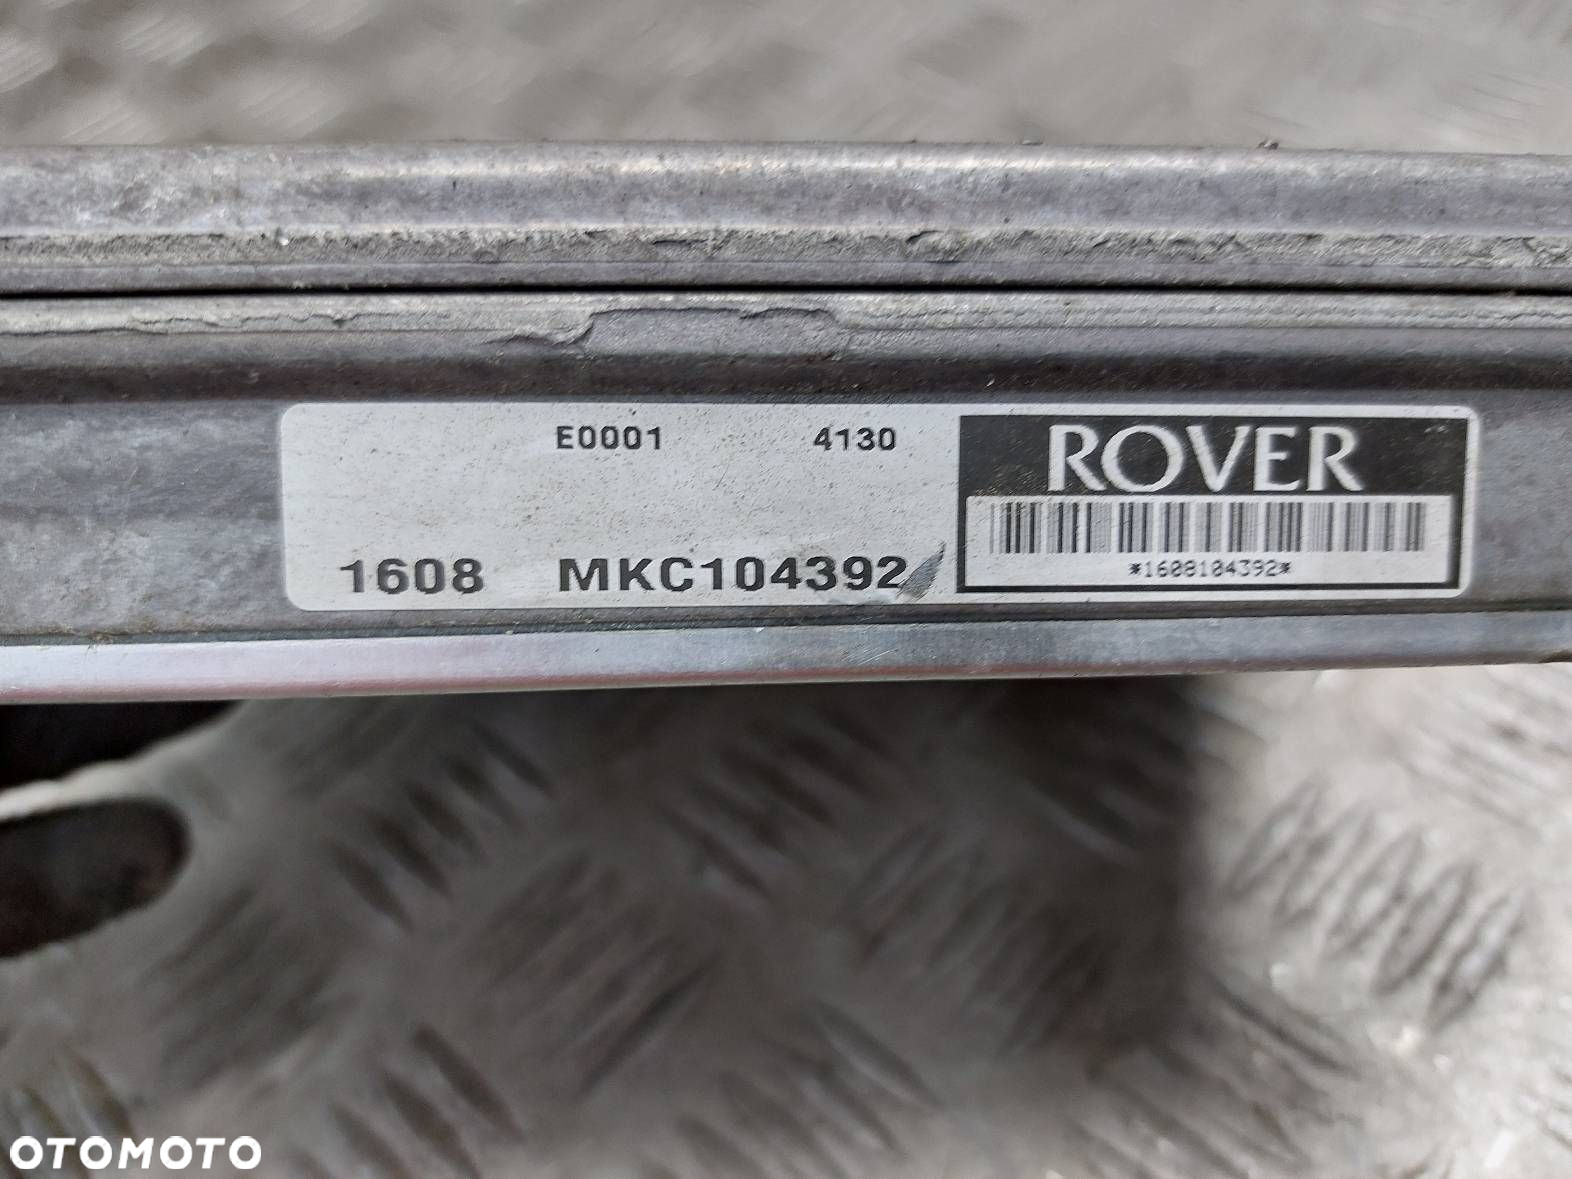 E0001 4130
ROVER
1608 MKC104392
*1608104392*
OTOMOTO